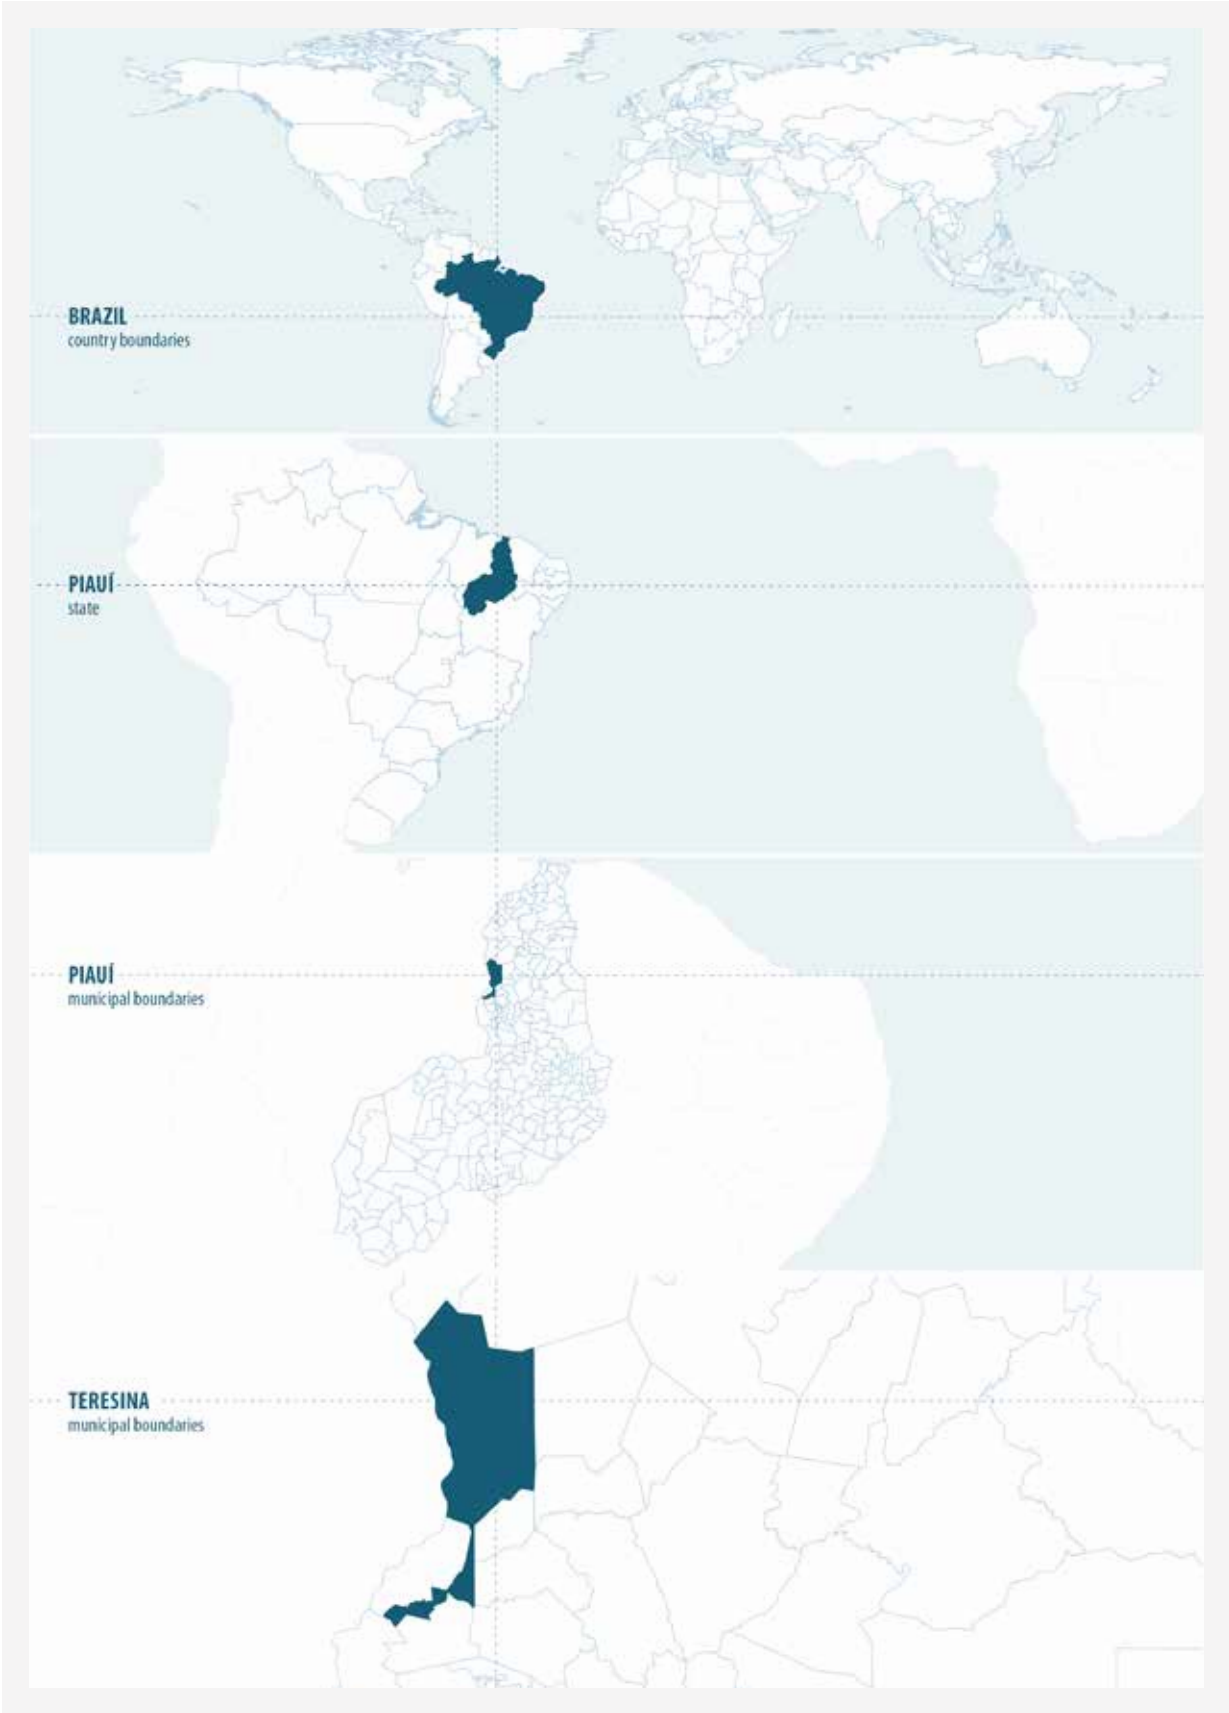 BRAZIL
country boundaries
PIAUÍ
state
PIAUÍ
municipal boundaries
TERESINA
municipal boundaries